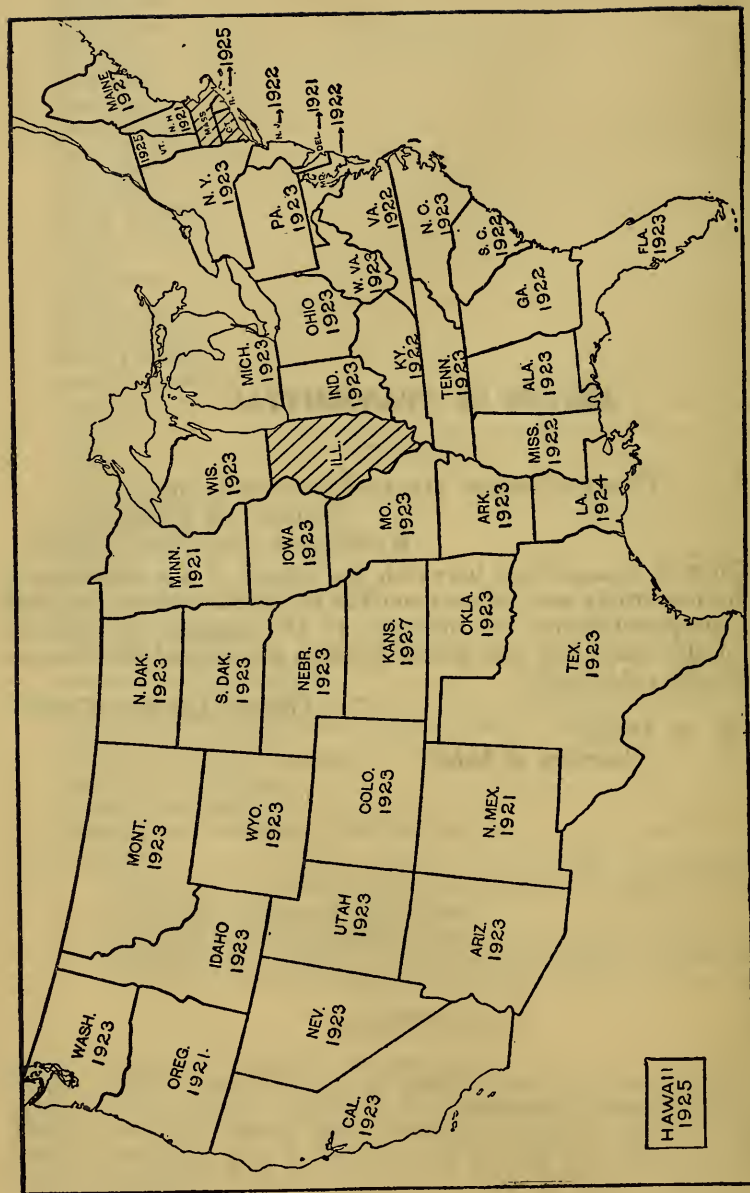 WASH.
1923
OREG.
1921.
CAL.
1923
NEV.
1923
IDAHO
1923
MONT.
1923
WYO.
1923
UTAH
1923
ARIZ.
1923
COLO.
1923
N. MEX.
1921
N. DAK.
1923
S. DAK.
1923
NEBR.
1923
KANS.
1927
OKLA.
1923
TEX.
1923
MINN.
1921
IOWA
1923
MO.
1923
ARK.
1923
LA.
1924
WIS.
1923
ILL.
MICH.
1923
IND.
1923
OHIO
1923
KY.
1922
TENN.
1923
MISS.
1922
ALA.
1923
GA.
1922
FLA.
1923
S. C.
1922
N. C.
1923
VA.
1922
W. VA.
1923
PA.
1923
N. Y.
1923
1925
VT.
N. H
1921
MAINE
1927
MASS
CT.
R. I.
1925
N. J.
1922
DEL
1921
MD.
1922
HAWAII
1925